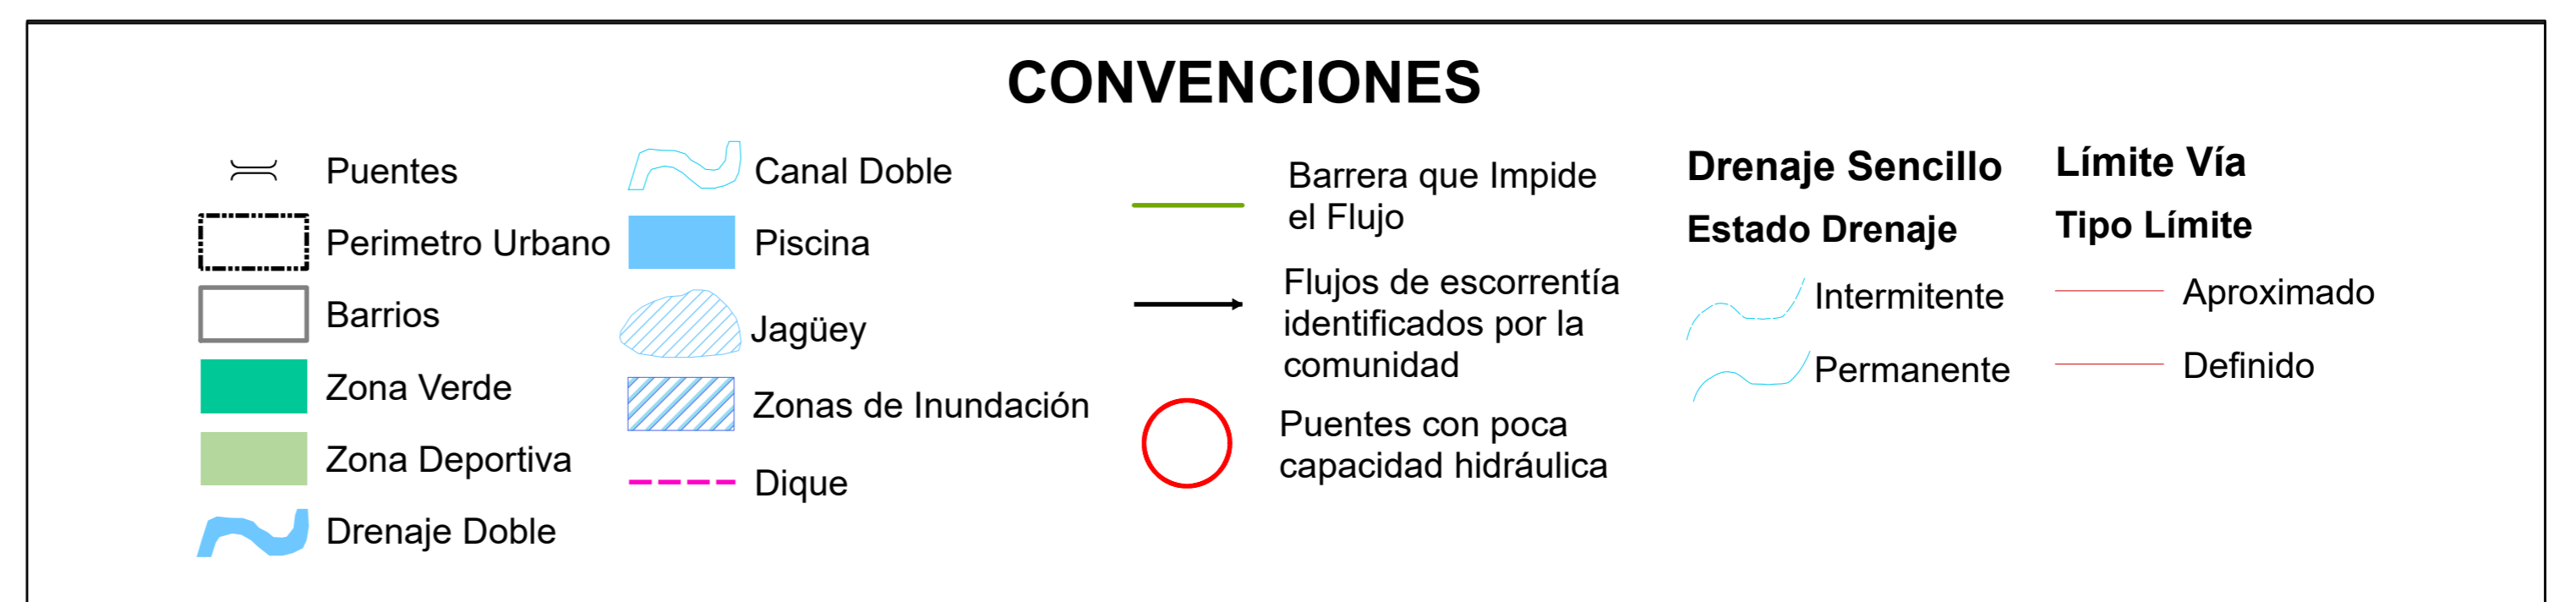 CONVENCIONES
Puentes
Perimetro Urbano
Barrios
Zona Verde
Zona Deportiva
Drenaje Doble
Canal Doble
Piscina
Jagüey
Zonas de Inundación
Dique
Barrera que Impide
el Flujo
Flujos de escorrentía
identificados por la
comunidad
Puentes con poca
capacidad hidráulica
Drenaje Sencillo
Estado Drenaje
Intermitente
Permanente
Límite Vía
Tipo Límite
Aproximado
Definido